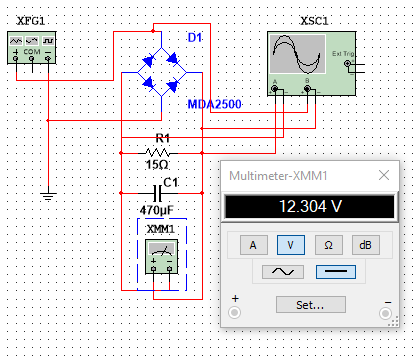 XFG1
COM
D1
MDA2500
XSC1
Ext Trig
A
B
R1
15Ω
C1
470µF
XMM1
Multimeter-XMM1
12.304 V
A V Ω dB
Set...